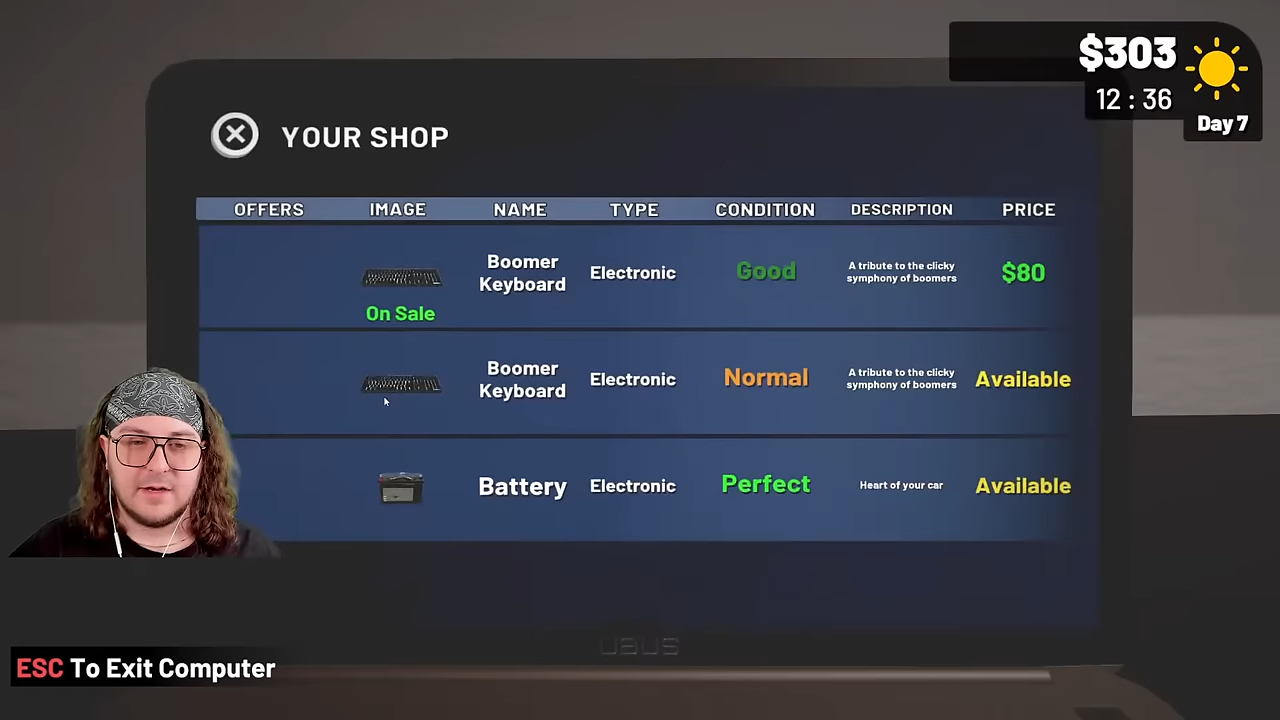 $303
12 : 36
Day 7
YOUR SHOP
OFFERS IMAGE NAME TYPE CONDITION DESCRIPTION PRICE
Boomer
Keyboard
Electronic
Good
A tribute to the clicky
symphony of boomers
$80
On Sale
Boomer
Keyboard
Electronic
Normal
A tribute to the clicky
symphony of boomers
Available
Battery
Electronic
Perfect
Heart of your car
Available
uaus
ESC To Exit Computer